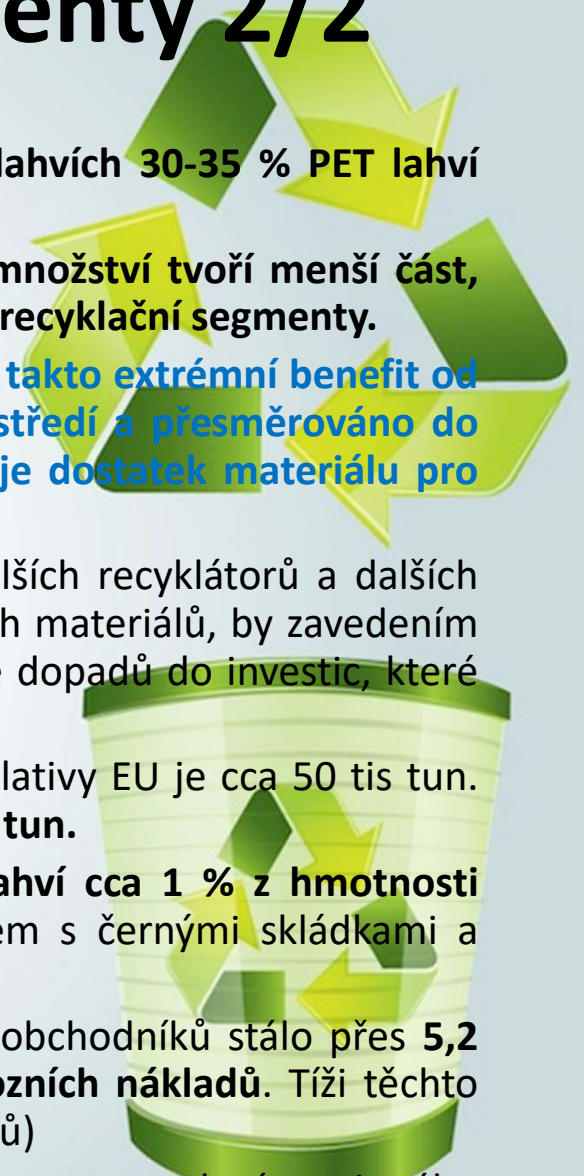 enty 2/2
lahvích 30-35 % PET lahví
množství tvoří menší část,
recyklační segmenty.
takto extrémní benefit od
středí a přesměrováno do
je dostatek materiálu pro
lších recyklátorů a dalších
h materiálů, by zavedením
e dopadů do investic, které
lativy EU je cca 50 tis tun.
tun.
ahví cca 1 % z hmotnosti
em s černými skládkami a
obchodníků stálo přes 5,2
ozních nákladů. Tíži těchto
ů)